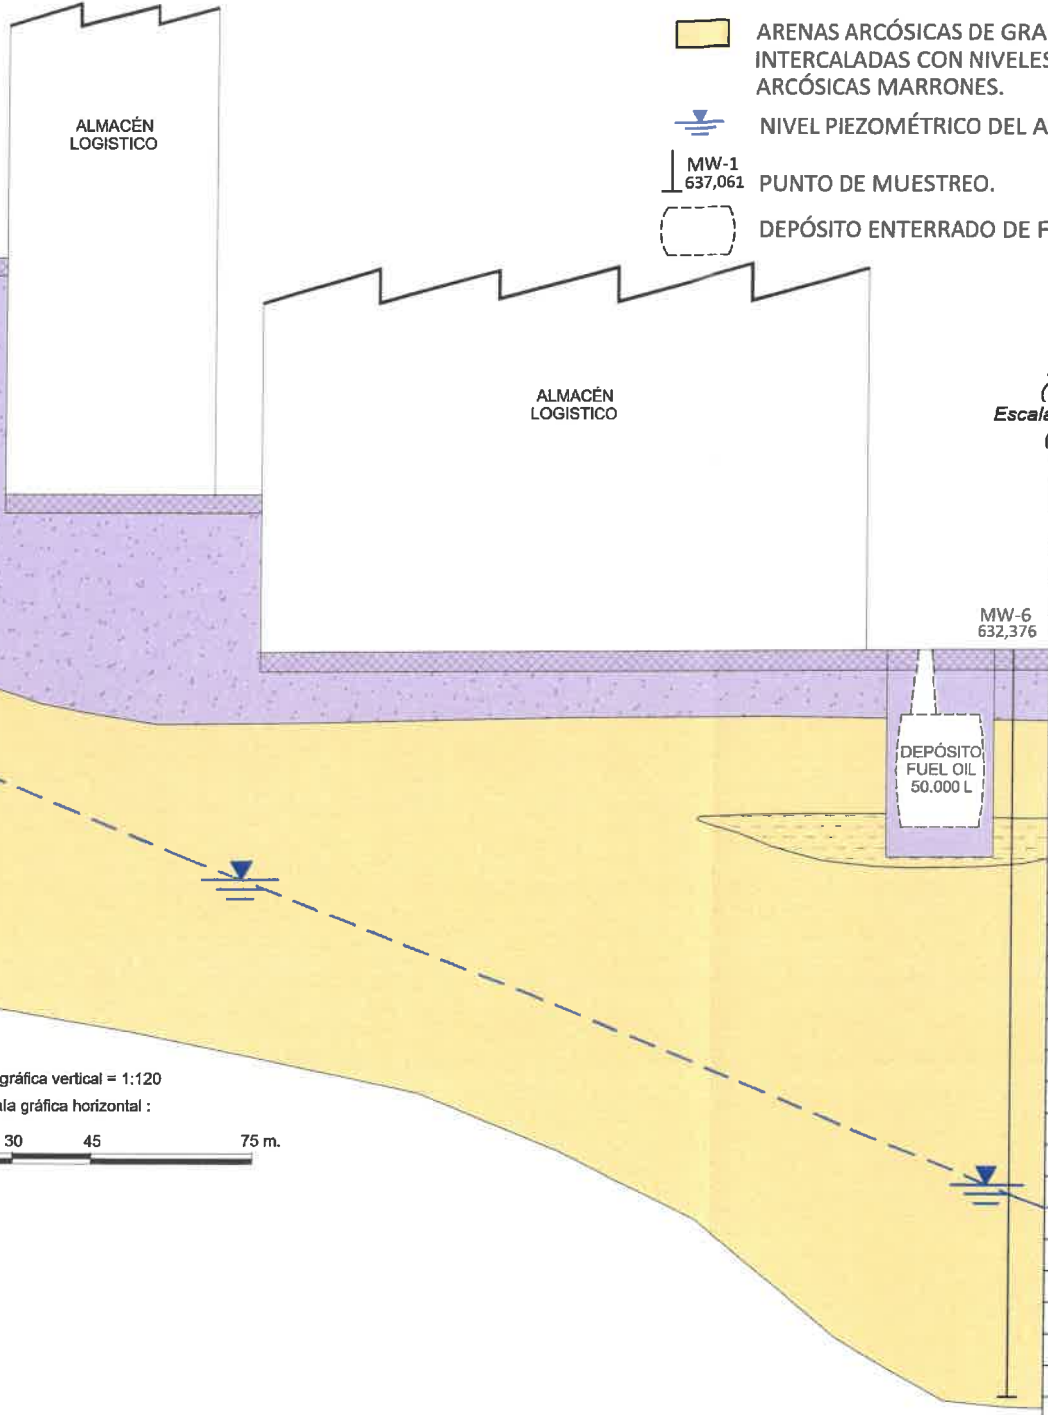 ARENAS ARCÓSICAS DE GRA
INTERCALADAS CON NIVELES
ARCÓSICAS MARRONES.
NIVEL PIEZOMÉTRICO DEL A
MW-1
637,061
PUNTO DE MUESTREO.
DEPÓSITO ENTERRADO DE F
ALMACÉN
LOGISTICO
ALMACÉN
LOGISTICO
(
Escala
(
MW-6
632,376
DEPÓSITO
FUEL OIL
50.000 L
gráfica vertical = 1:120
ala gráfica horizontal :
30 45 75 m.